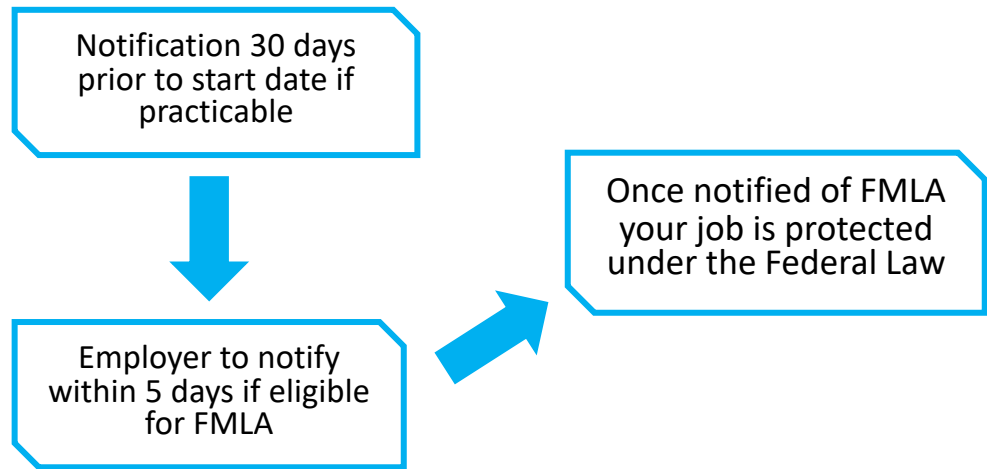 Notification 30 days
prior to start date if
practicable
Employer to notify
within 5 days if eligible
for FMLA
Once notified of FMLA
your job is protected
under the Federal Law